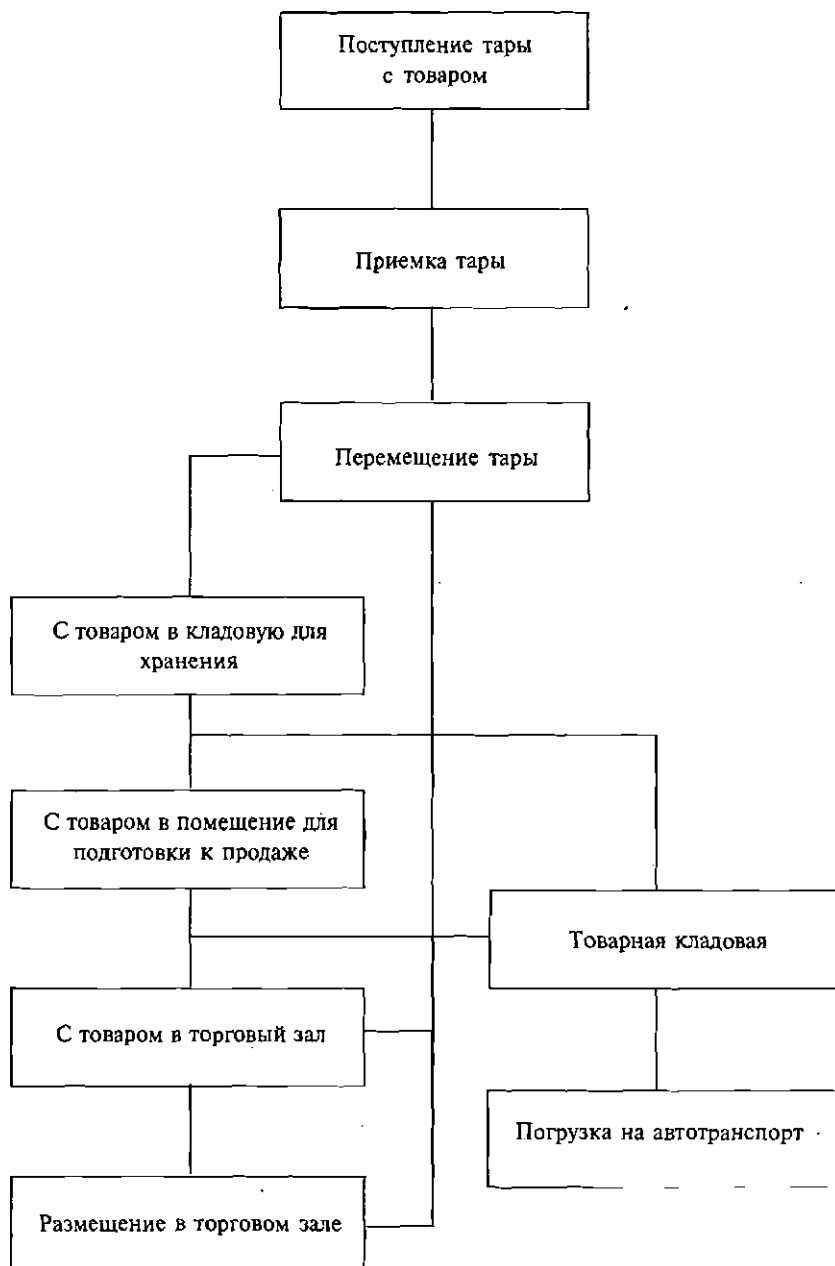 Поступление тары
с товаром
Приемка тары
Перемещение тары
С товаром в кладовую для
хранения
С товаром в помещение для
подготовки к продаже
Товарная кладовая
С товаром в торговый зал
Погрузка на автотранспорт
Размещение в торговом зале